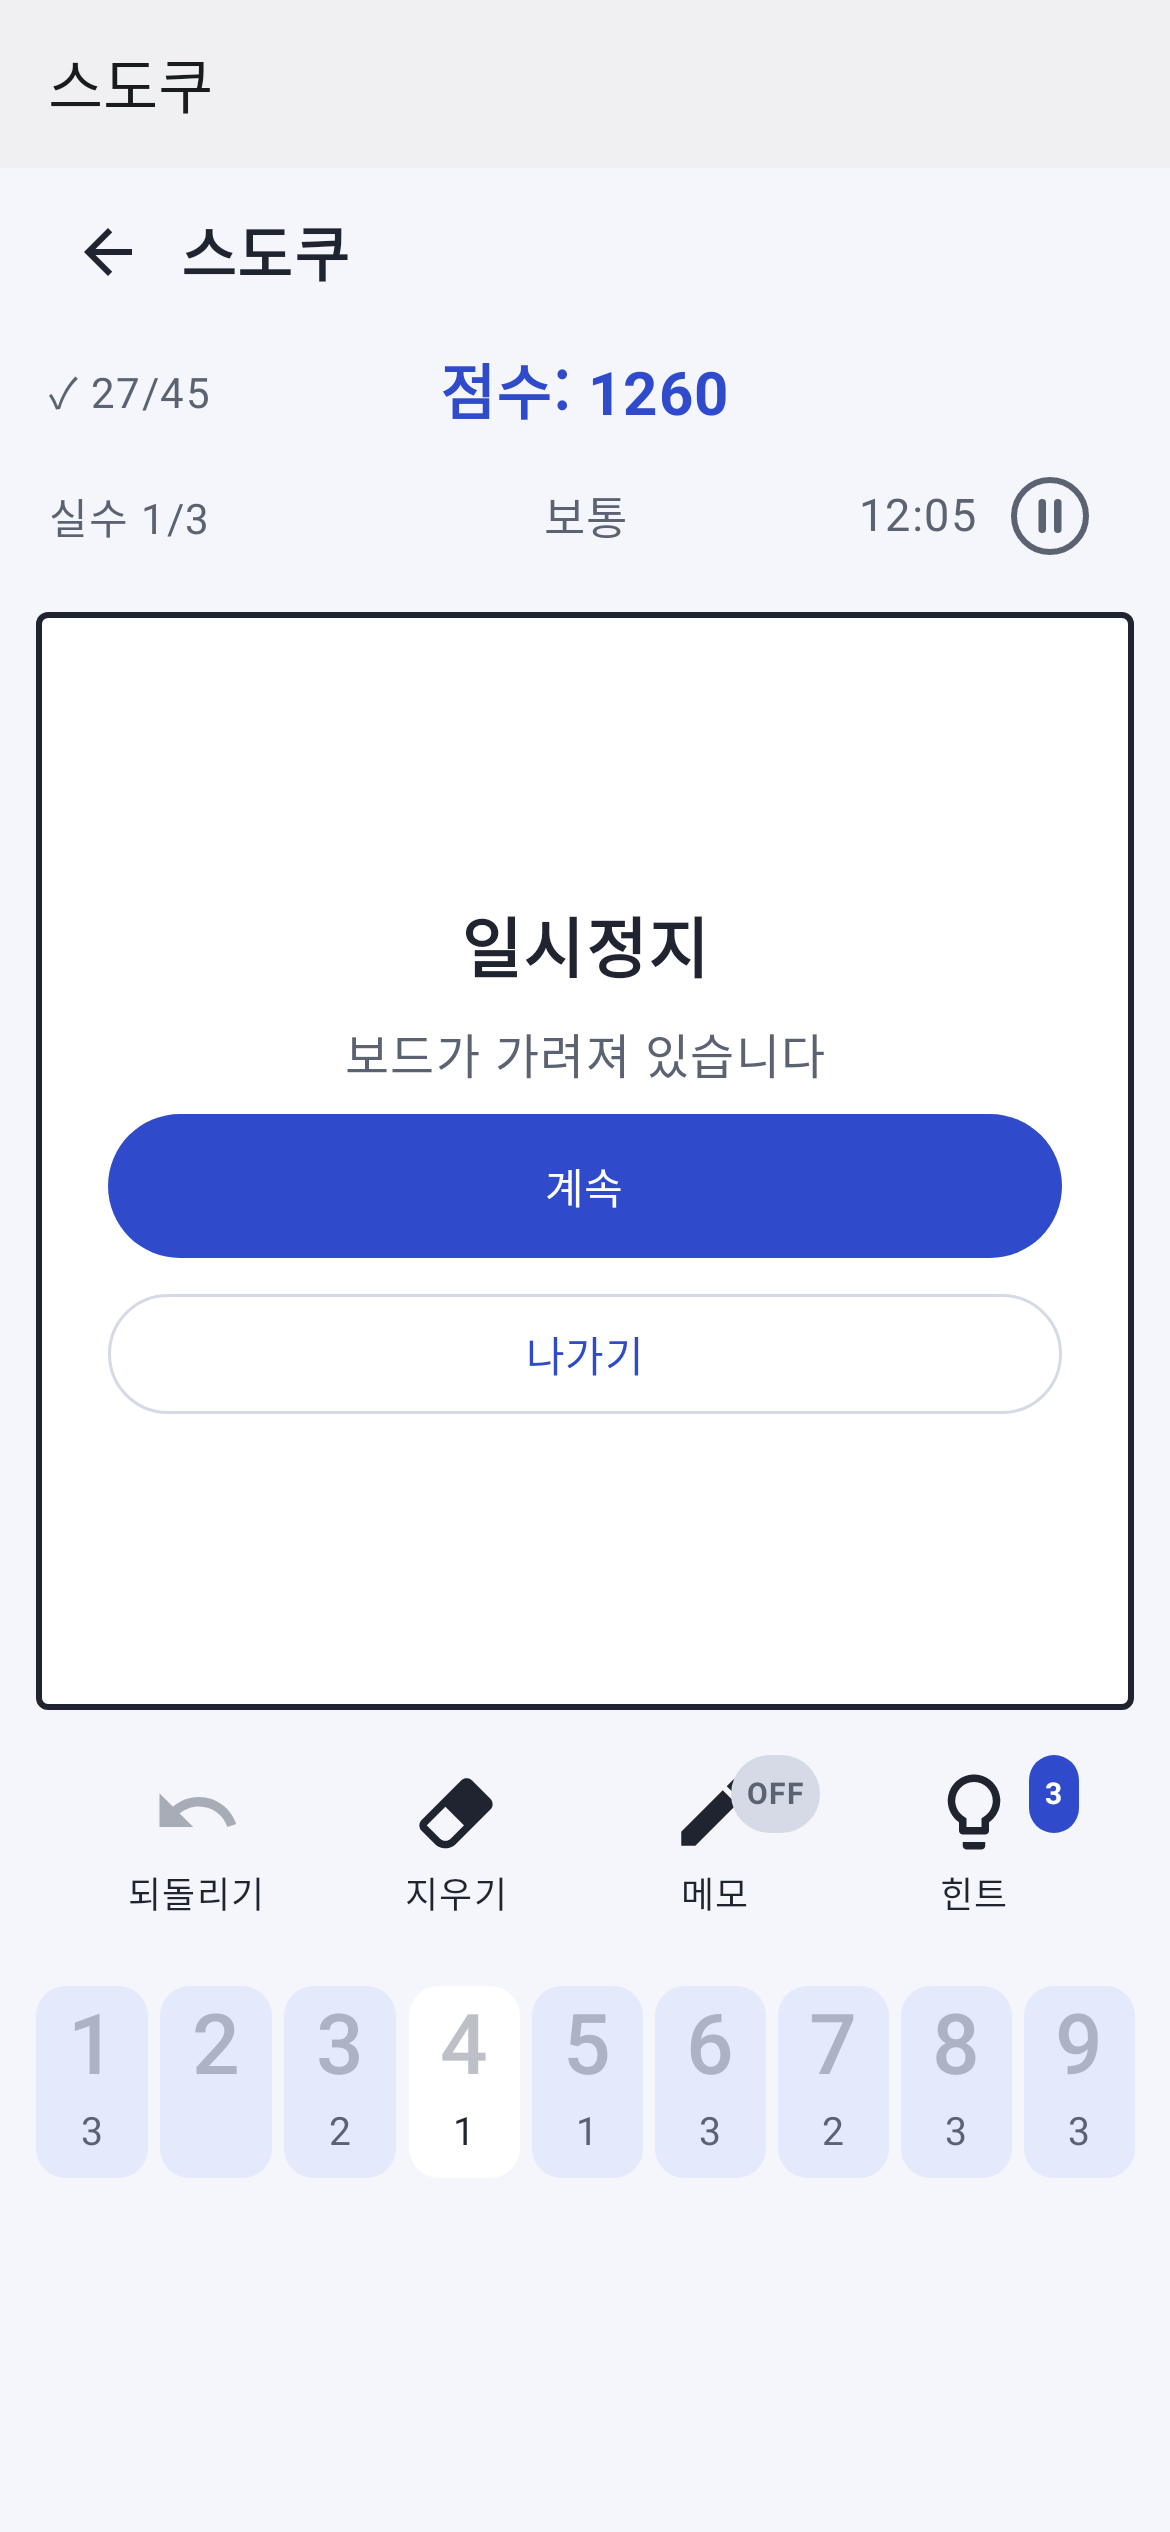 스도쿠
스도쿠
✓ 27/45
점수: 1260
실수 1/3
보통
12:05
일시정지
보드가 가려져 있습니다
계속
나가기
OFF
3
되돌리기
지우기
메모
힌트
1 2 3 4 5 6 7 8 9
3 2 1 1 3 2 3 3